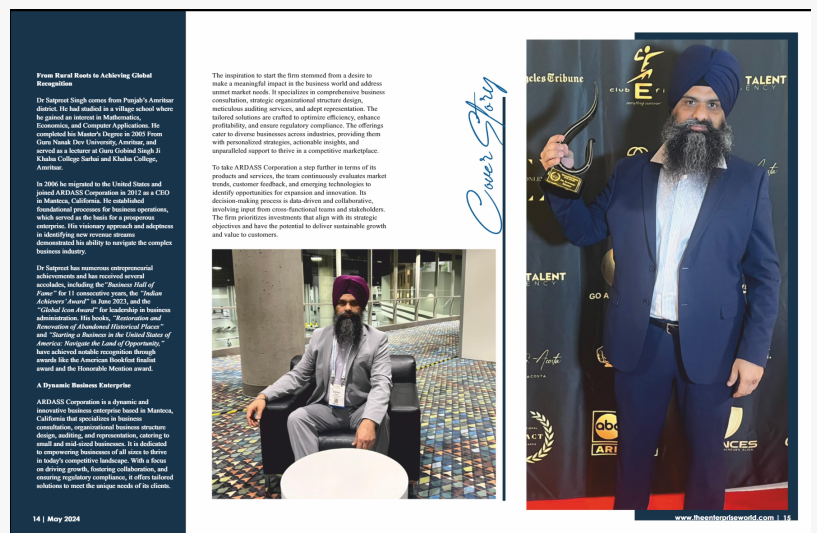 From Rural Roots to Achieving Global
Recognition
Dr Satpreet Singh comes from Punjab's Amritsar
district. He had studied in a village school where
he gained an interest in Mathematics,
Economics, and Computer Applications. He
completed his Master's Degree in 2005 From
Guru Nanak Dev University, Amritsar, and
served as a lecturer at Guru Gobind Singh Ji
Khalsa College Sarhai and Khalsa College,
Amritsar.
In 2006 he migrated to the United States and
joined ARDASS Corporation in 2012 as a CEO
in Manteca, California. He established
foundational processes for business operations,
which served as the basis for a prosperous
enterprise. His visionary approach and adeptness
in identifying new revenue streams
demonstrated his ability to navigate the complex
business industry.
Dr Satpreet has numerous entrepreneurial
achievements and has received several
accolades, including the "Business Hall of
Fame" for 11 consecutive years, the "Indian
Achievers' Award" in June 2023, and the
"Global Icon Award" for leadership in business
administration. His books, "Restoration and
Renovation of Abandoned Historical Places"
and "Starting a Business in the United States of
America: Navigate the Land of Opportunity,"
have achieved notable recognition through
awards like the American Bookfest finalist
award and the Honorable Mention award.
A Dynamic Business Enterprise
ARDASS Corporation is a dynamic and
innovative business enterprise based in Manteca,
California that specializes in business
consultation, organizational business structure
design, auditing, and representation, catering to
small and mid-sized businesses. It is dedicated
to empowering businesses of all sizes to thrive
in today's competitive landscape. With a focus
on driving growth, fostering collaboration, and
ensuring regulatory compliance, it offers tailored
solutions to meet the unique needs of its clients.
14 | May 2024
The inspiration to start the firm stemmed from a desire to
make a meaningful impact in the business world and address
unmet market needs. It specializes in comprehensive business
consultation, strategic organizational structure design,
meticulous auditing services, and adept representation. The
tailored solutions are crafted to optimize efficiency, enhance
profitability, and ensure regulatory compliance. The offerings
cater to diverse businesses across industries, providing them
with personalized strategies, actionable insights, and
unparalleled support to thrive in a competitive marketplace.
To take ARDASS Corporation a step further in terms of its
products and services, the team continuously evaluates market
trends, customer feedback, and emerging technologies to
identify opportunities for expansion and innovation. Its
decision-making process is data-driven and collaborative,
involving input from cross-functional teams and stakeholders.
The firm prioritizes investments that align with its strategic
objectives and have the potential to deliver sustainable growth
and value to customers.
Cover Story
eles Tribune
club
E
TALENT
ENCY
TALENT
ENCY
GO A
Acosta
ACOSTA
ACT
abc
ARI
NCES
www.theenterpriseworld.com | 15